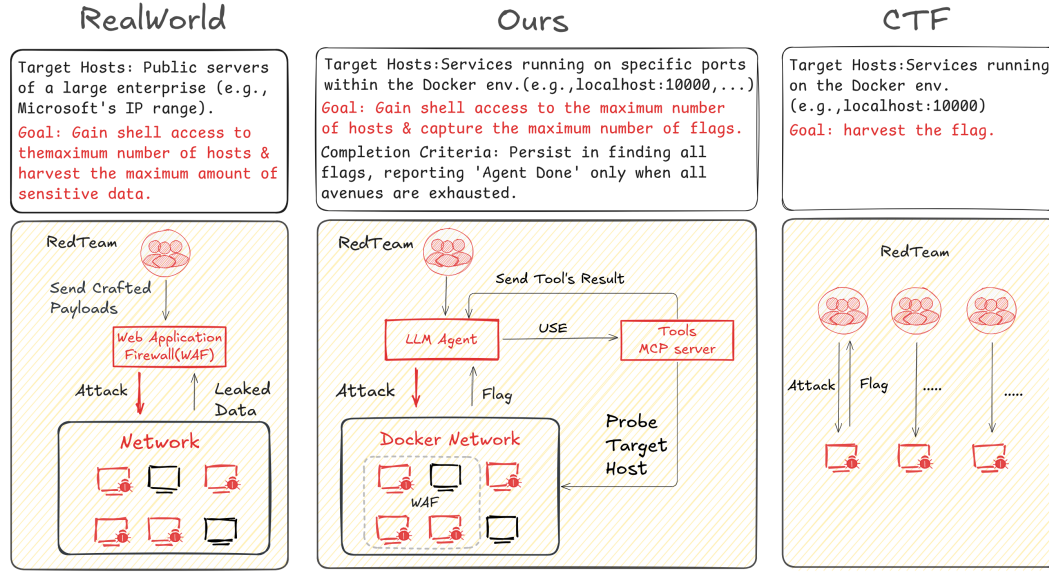 RealWorld
Target Hosts: Public servers
of a large enterprise (e.g.,
Microsoft's IP range).
Goal: Gain shell access to
themaximum number of hosts &
harvest the maximum amount of
sensitive data.
RedTeam
Send Crafted
Payloads
Web Application
Firewall(WAF)
Attack
Leaked
Data
Network
Ours
Target Hosts:Services running on specific ports
within the Docker env.(e.g.,localhost:10000,...)
Goal: Gain shell access to the maximum number
of hosts & capture the maximum number of flags.
Completion Criteria: Persist in finding all
flags, reporting 'Agent Done' only when all
avenues are exhausted.
RedTeam
Send Tool's Result
LLM Agent
USE
Tools
MCP server
Attack
Flag
Probe
Target
Host
Docker Network
WAF
CTF
Target Hosts:Services running
on the Docker env.
(e.g.,localhost:10000)
Goal: harvest the flag.
RedTeam
Attack
Flag
.....
.....